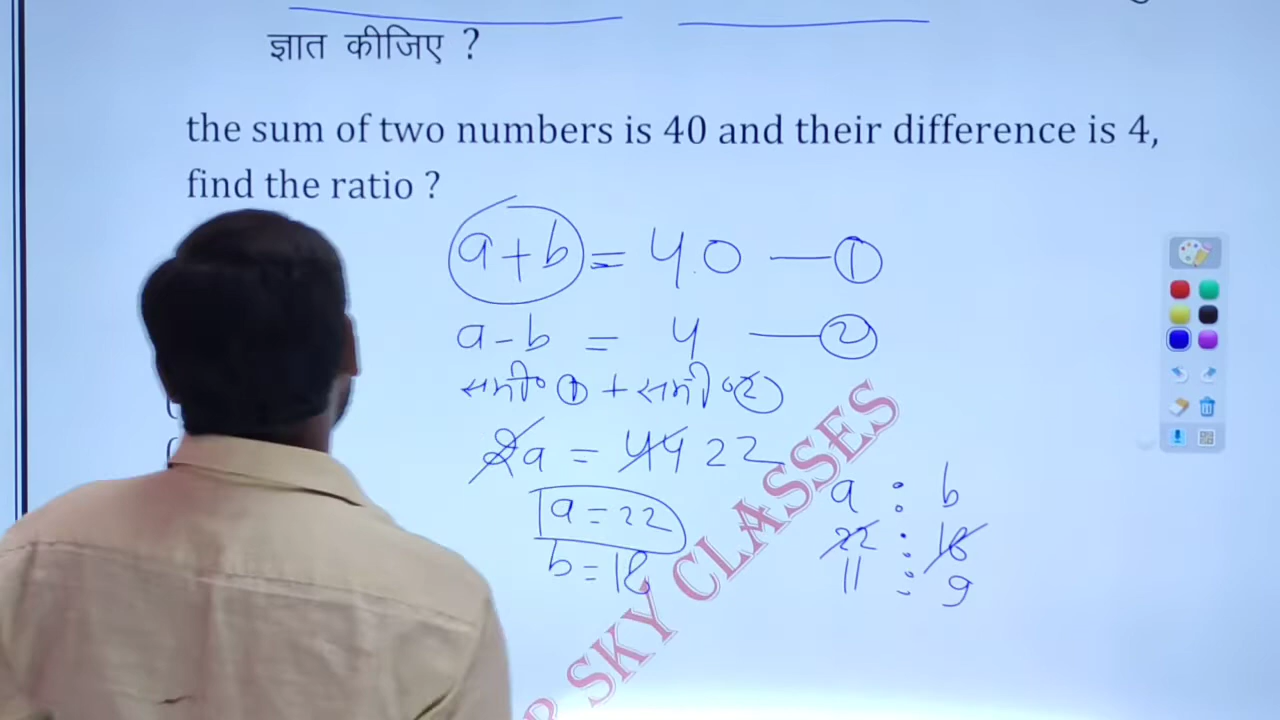 ज्ञात कीजिए ?
the sum of two numbers is 40 and their difference is 4,
find the ratio ?
a+b = 40 — 1
a-b = 4 — 2
समी० 1 + समी० 2
2a = 44 22
a = 22
b = 18
a : b
22 : 18
11 : 9
SKY CLASSES